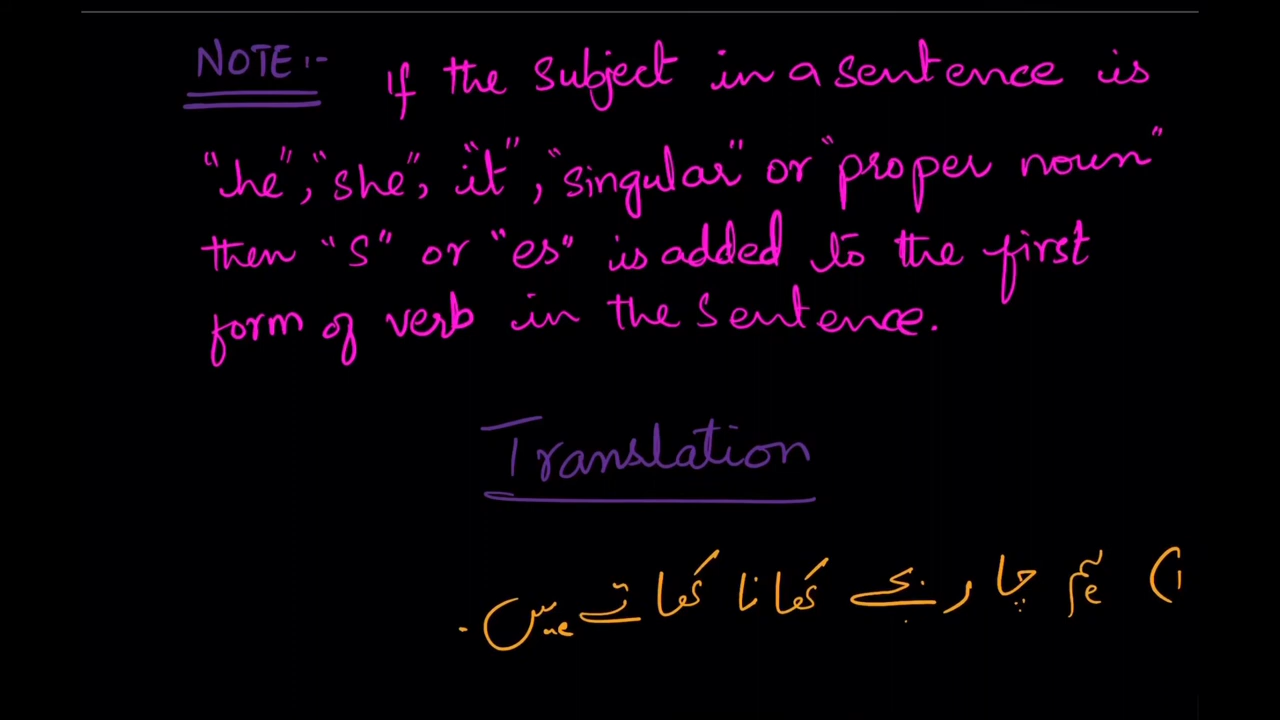 NOTE :-
If the Subject in a sentence is
"he", "she", "it", "singular" or "proper noun"
then "S" or "es" is added to the first
form of verb in the Sentence.
Translation
1) ہم چار بجے کھانا کھاتے ہیں.